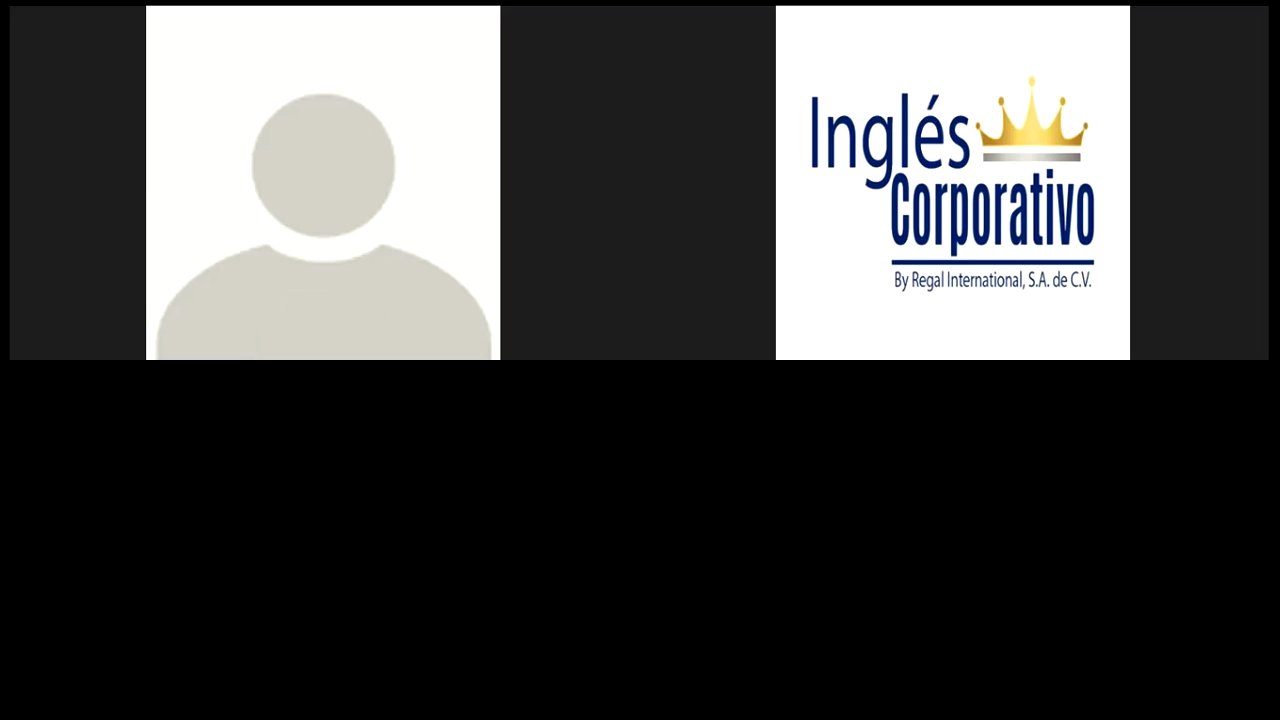 Inglés
Corporativo
By Regal International, S.A. de C.V.